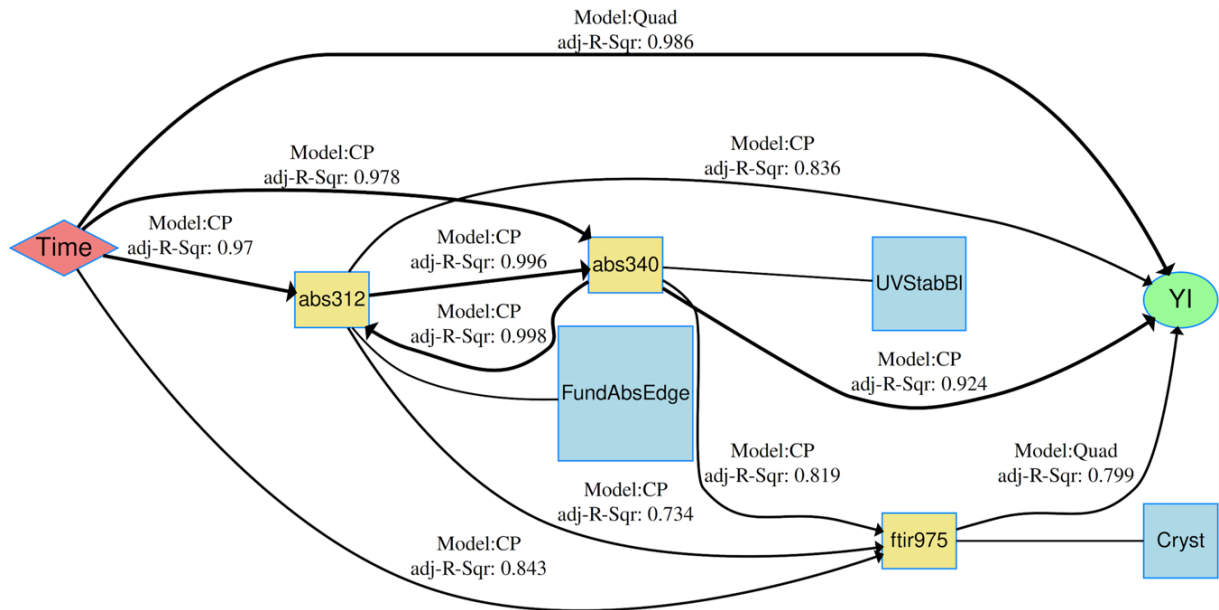 Model:Quad
adj-R-Sqr: 0.986
Model:CP
adj-R-Sqr: 0.836
Model:CP
adj-R-Sqr: 0.978
Model:CP
adj-R-Sqr: 0.97
Time
Model:CP
adj-R-Sqr: 0.996
abs340
UVStabBl
YI
abs312
Model:CP
adj-R-Sqr: 0.998
Model:CP
adj-R-Sqr: 0.924
FundAbsEdge
Model:CP
adj-R-Sqr: 0.819
Model:Quad
adj-R-Sqr: 0.799
Model:CP
adj-R-Sqr: 0.734
ftir975
Cryst
Model:CP
adj-R-Sqr: 0.843